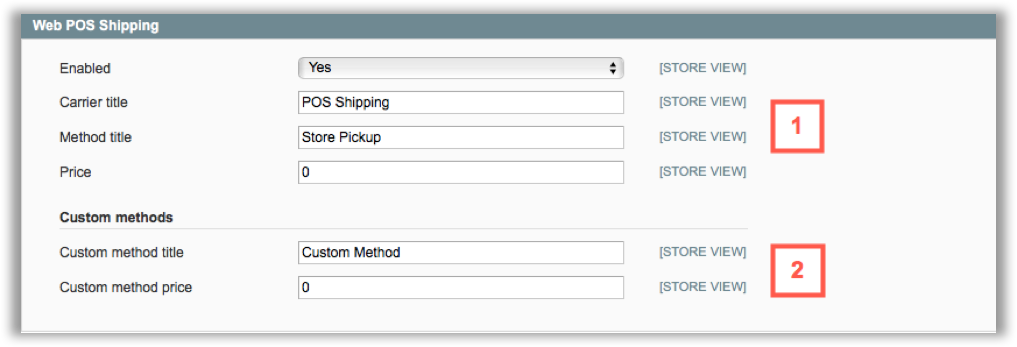 Web POS Shipping
Enabled Yes [STORE VIEW]
Carrier title POS Shipping [STORE VIEW]
1
Method title Store Pickup [STORE VIEW]
Price 0 [STORE VIEW]
Custom methods
Custom method title Custom Method [STORE VIEW]
2
Custom method price 0 [STORE VIEW]